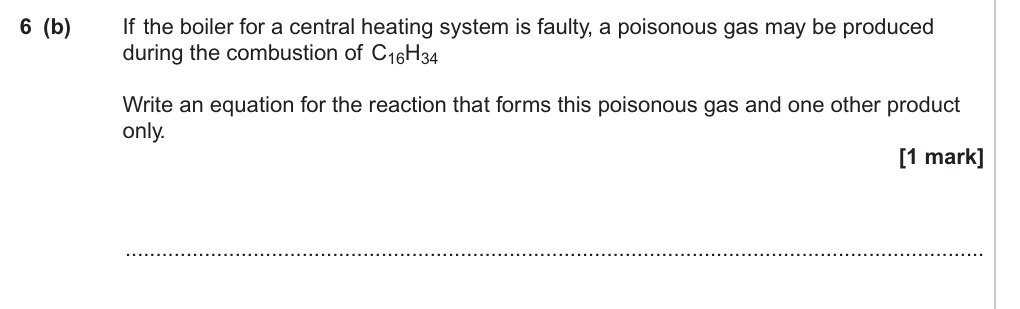 6 (b) If the boiler for a central heating system is faulty, a poisonous gas may be produced
during the combustion of C₁₆H₃₄
Write an equation for the reaction that forms this poisonous gas and one other product
only.
[1 mark]